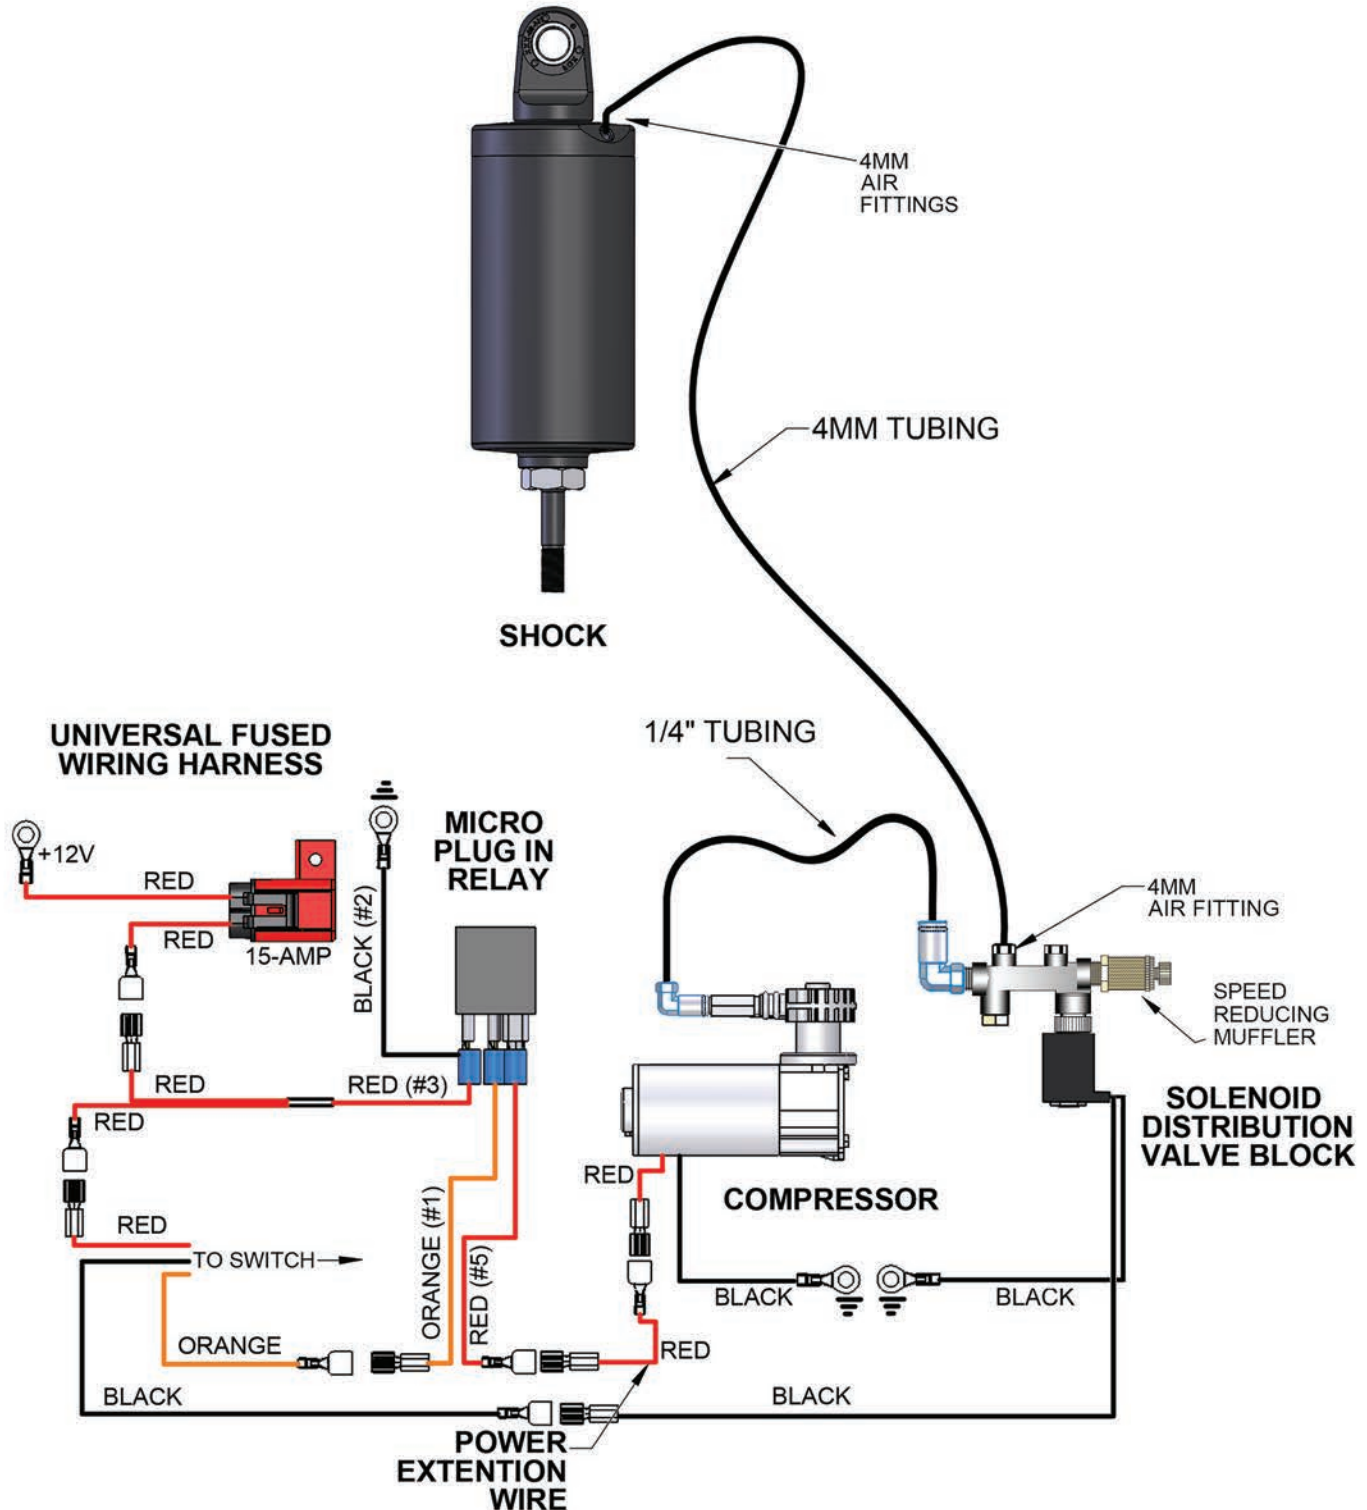 4MM
AIR
FITTINGS
4MM TUBING
SHOCK
1/4" TUBING
UNIVERSAL FUSED
WIRING HARNESS
+12V
RED
RED
15-AMP
BLACK (#2)
MICRO
PLUG IN
RELAY
4MM
AIR FITTING
SPEED
REDUCING
MUFFLER
SOLENOID
DISTRIBUTION
VALVE BLOCK
RED
RED (#3)
RED
RED
TO SWITCH
ORANGE
BLACK
ORANGE (#1)
RED (#5)
RED
COMPRESSOR
BLACK
BLACK
RED
BLACK
POWER
EXTENTION
WIRE